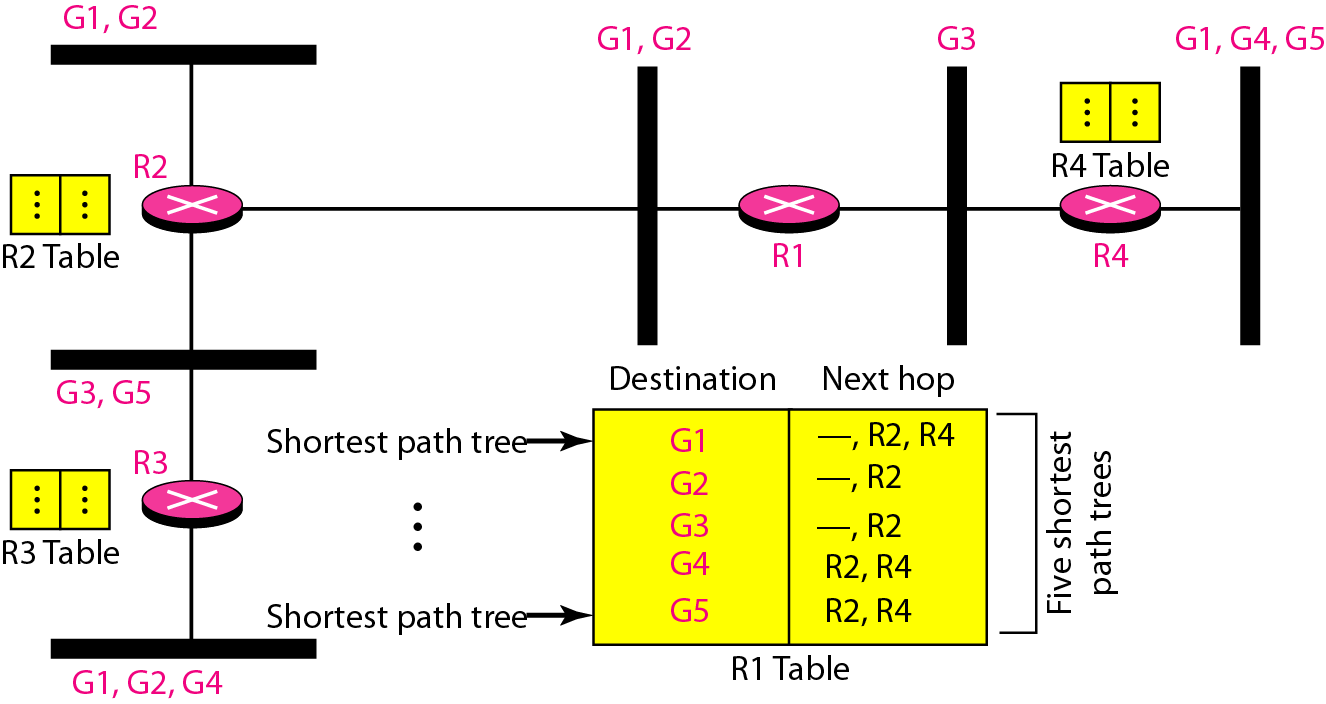 G1, G2
G1, G2
G3
G1, G4, G5
R4 Table
R2
R2 Table
R1
R4
G3, G5
Destination
Next hop
Shortest path tree
G1
—, R2, R4
G2
—, R2
G3
—, R2
G4
R2, R4
G5
R2, R4
Shortest path tree
Five shortest
path trees
R3
R3 Table
R1 Table
G1, G2, G4